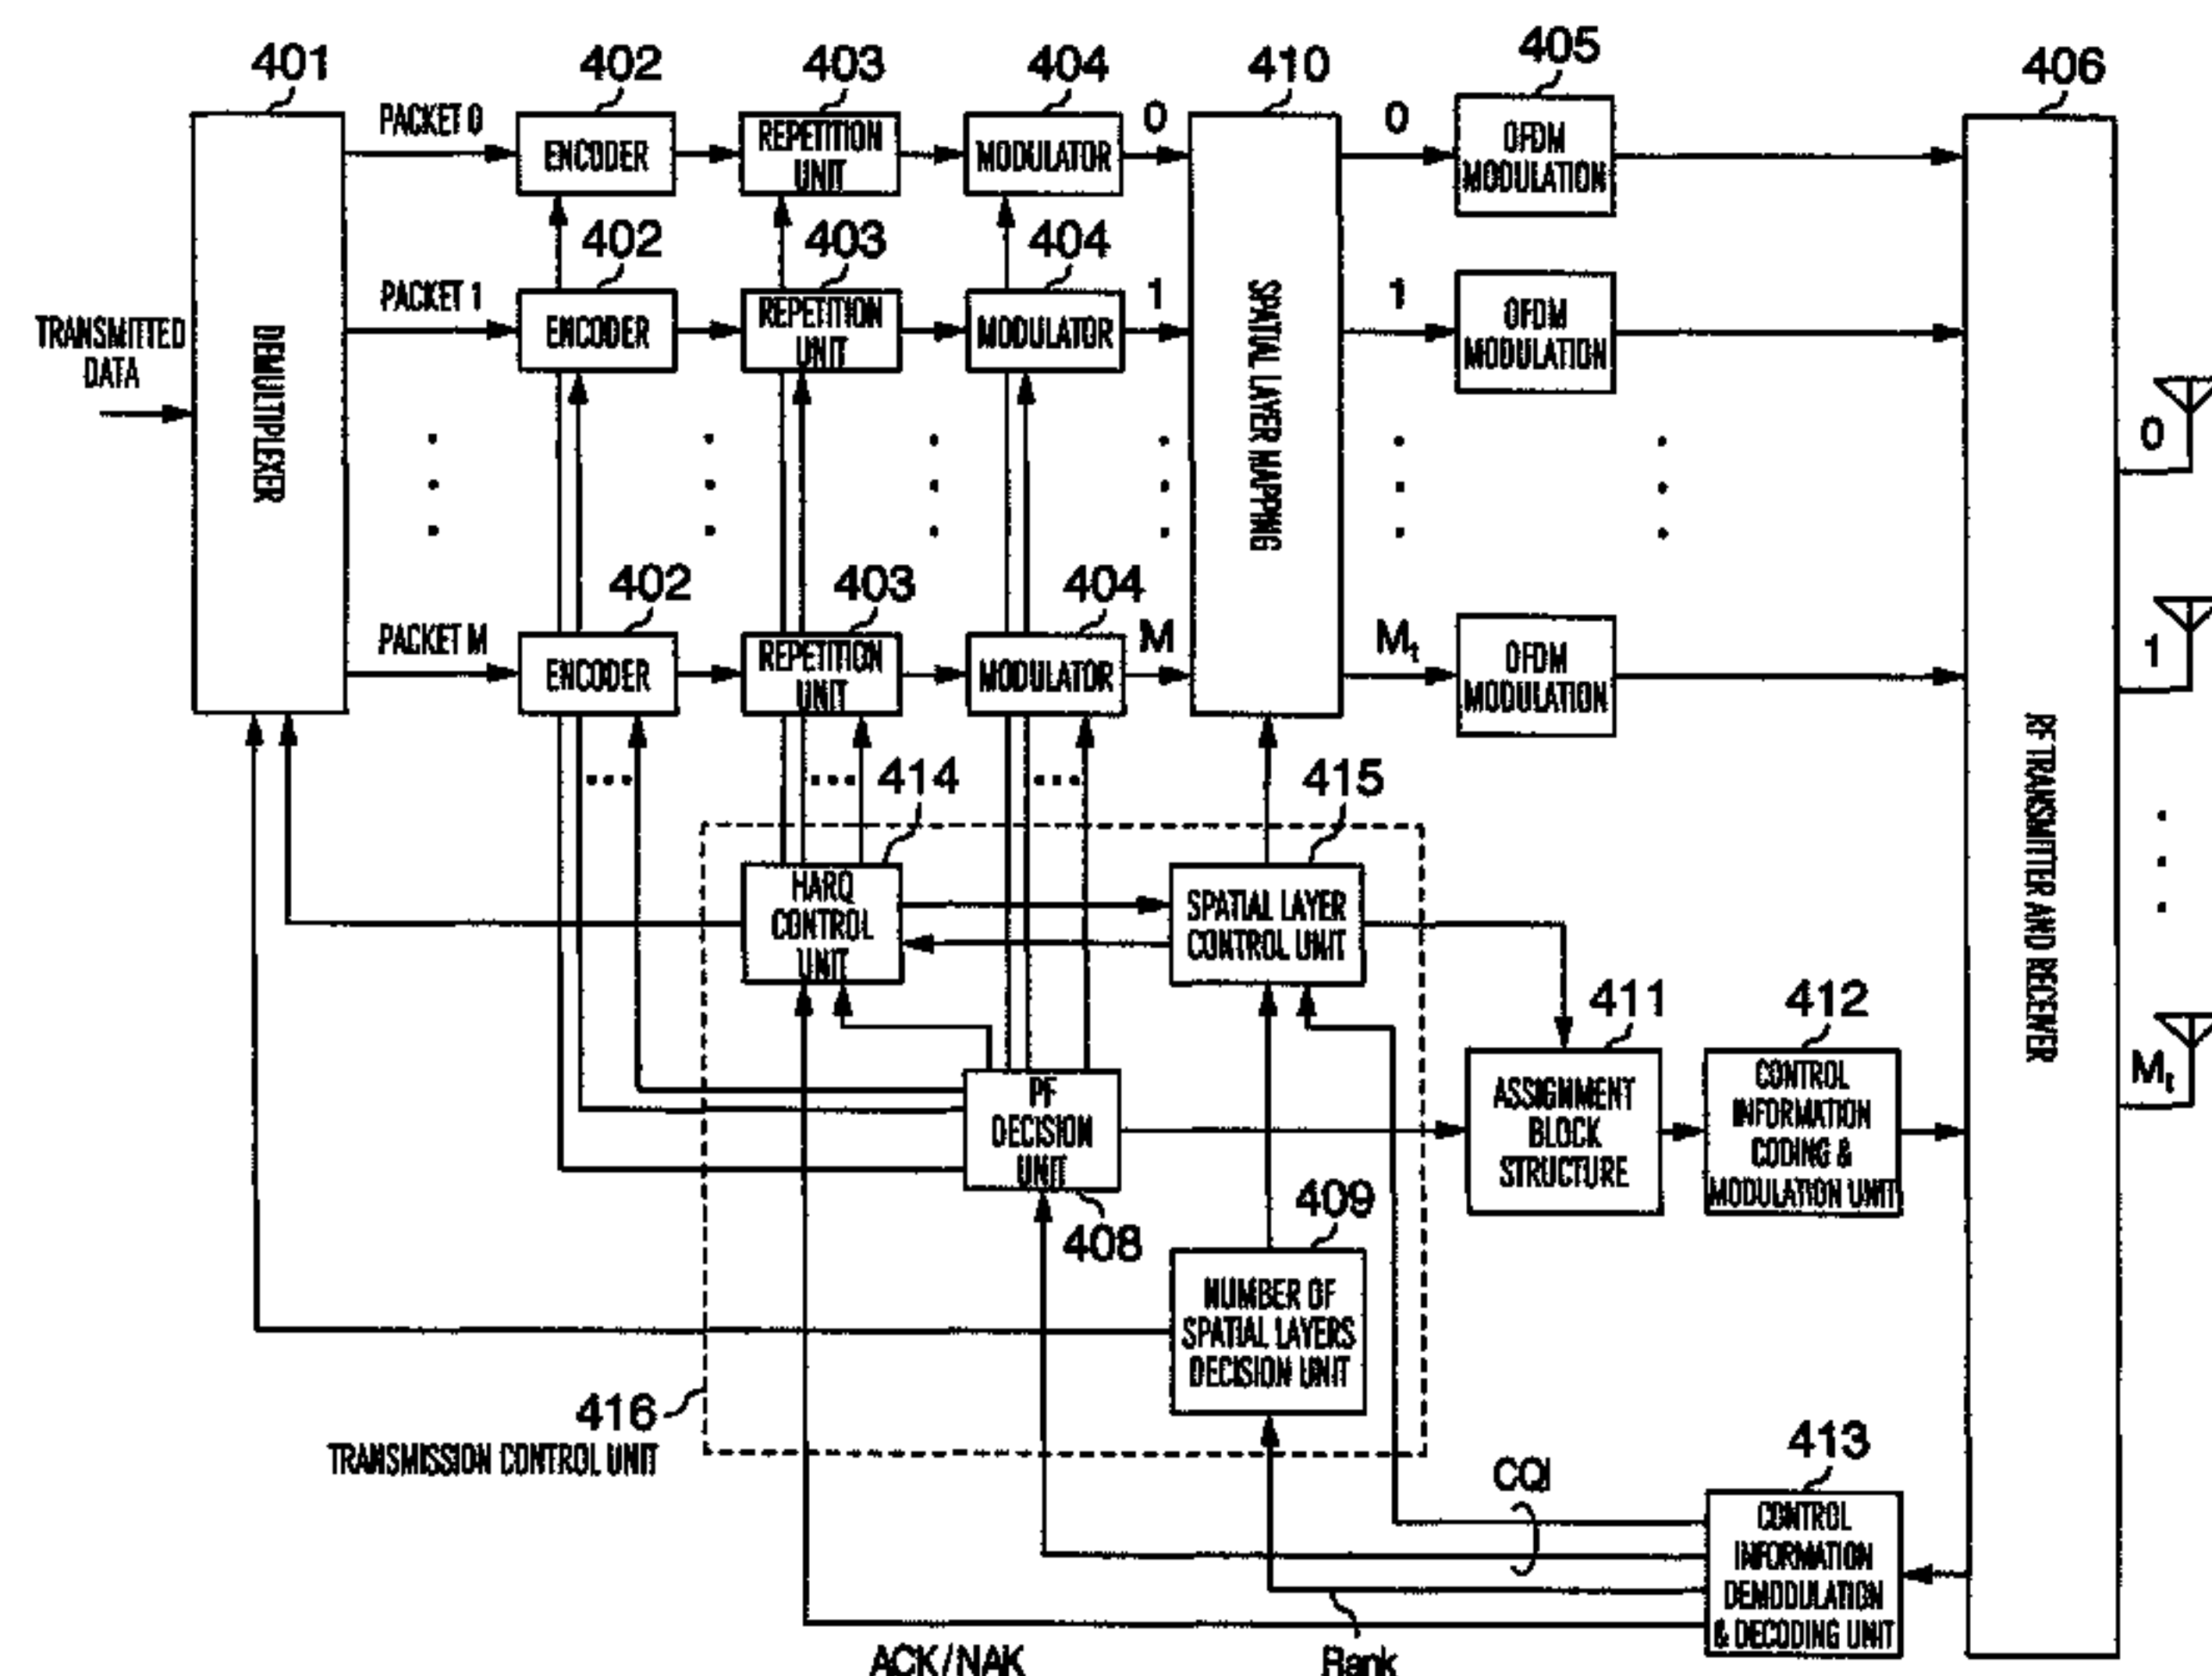 401
402
403
404
410
405
406
PACKET 0
ENCODER
REPETITION
UNIT
MODULATOR
0
0
OFDM
MODULATION
402
403
404
PACKET 1
ENCODER
REPETITION
UNIT
MODULATOR
1
1
OFDM
MODULATION
TRANSMITTED
DATA
DEMULTIPLEXER
SPATIAL LAYER MAPPING
0
402
403
404
PACKET M
ENCODER
REPETITION
UNIT
MODULATOR
M
Mt
OFDM
MODULATION
1
RF TRANSMITTER AND RECEIVER
414
415
HARQ
CONTROL
UNIT
SPATIAL LAYER
CONTROL UNIT
411
412
PF
DECISION
UNIT
408
ASSIGNMENT
BLOCK
STRUCTURE
CONTROL
INFORMATION
CODING &
MODULATION UNIT
Mt
409
NUMBER OF
SPATIAL LAYERS
DECISION UNIT
416
TRANSMISSION CONTROL UNIT
413
CQI
CONTROL
INFORMATION
DEMODULATION
& DECODING UNIT
ACK/NAK
Rank